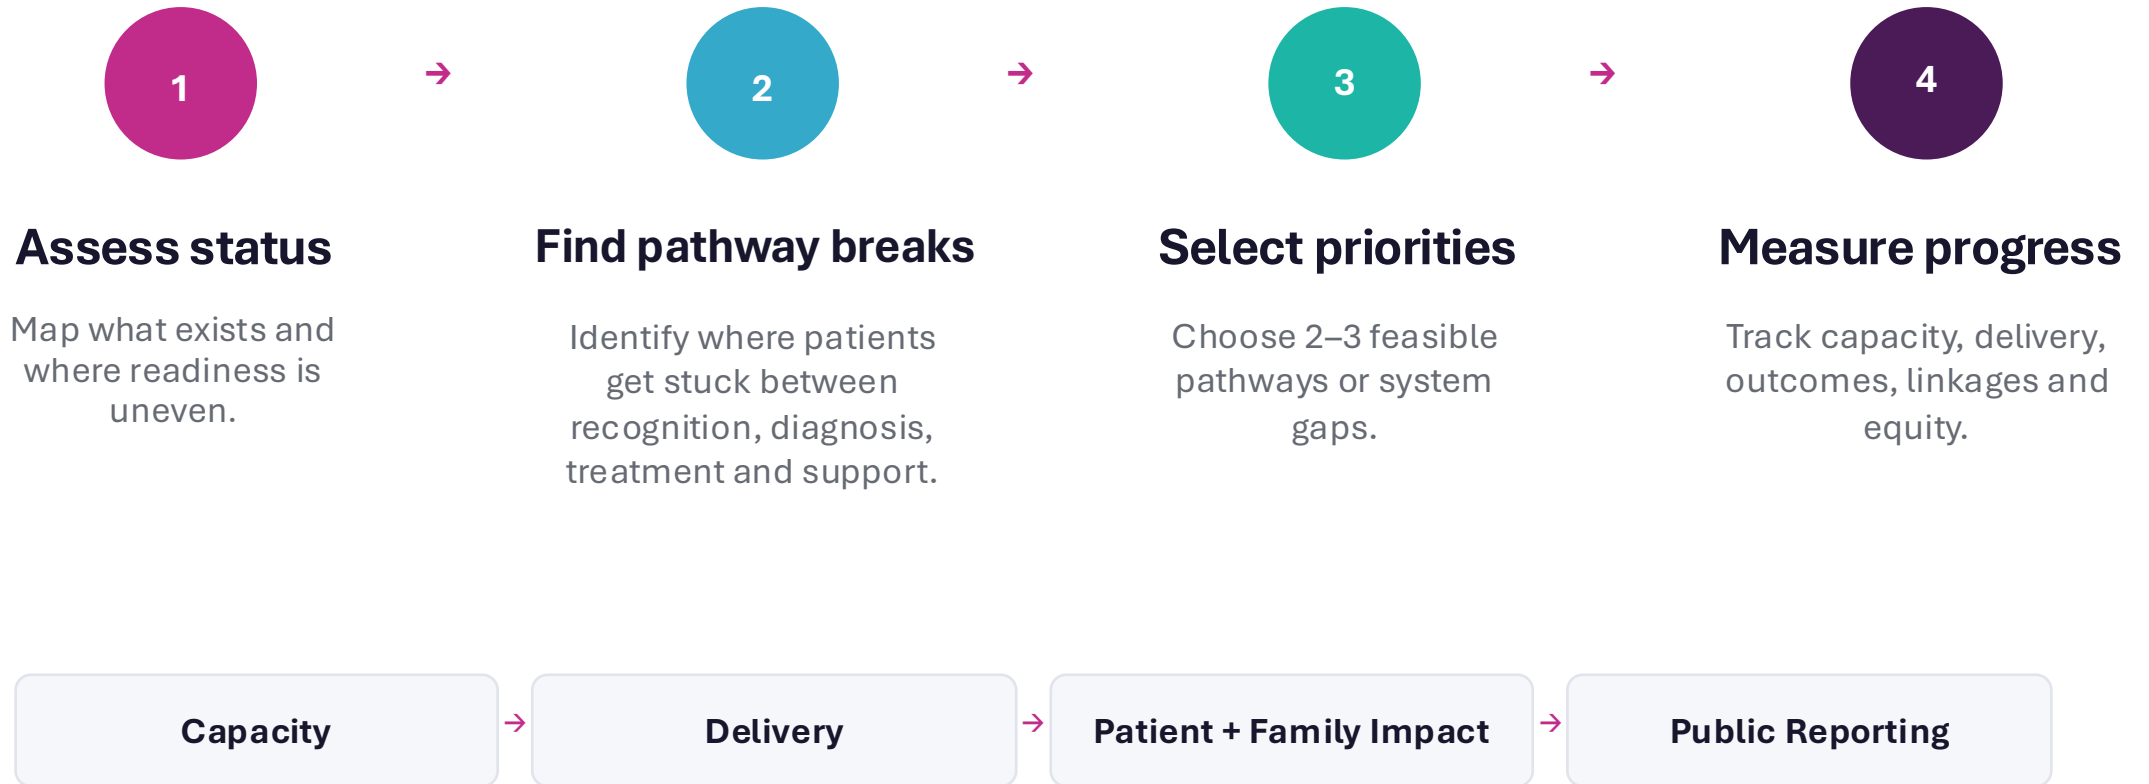 1
→
2
→
3
→
4
Assess status
Map what exists and
where readiness is
uneven.
Find pathway breaks
Identify where patients
get stuck between
recognition, diagnosis,
treatment and support.
Select priorities
Choose 2–3 feasible
pathways or system
gaps.
Measure progress
Track capacity, delivery,
outcomes, linkages and
equity.
Capacity
→
Delivery
→
Patient + Family Impact
→
Public Reporting